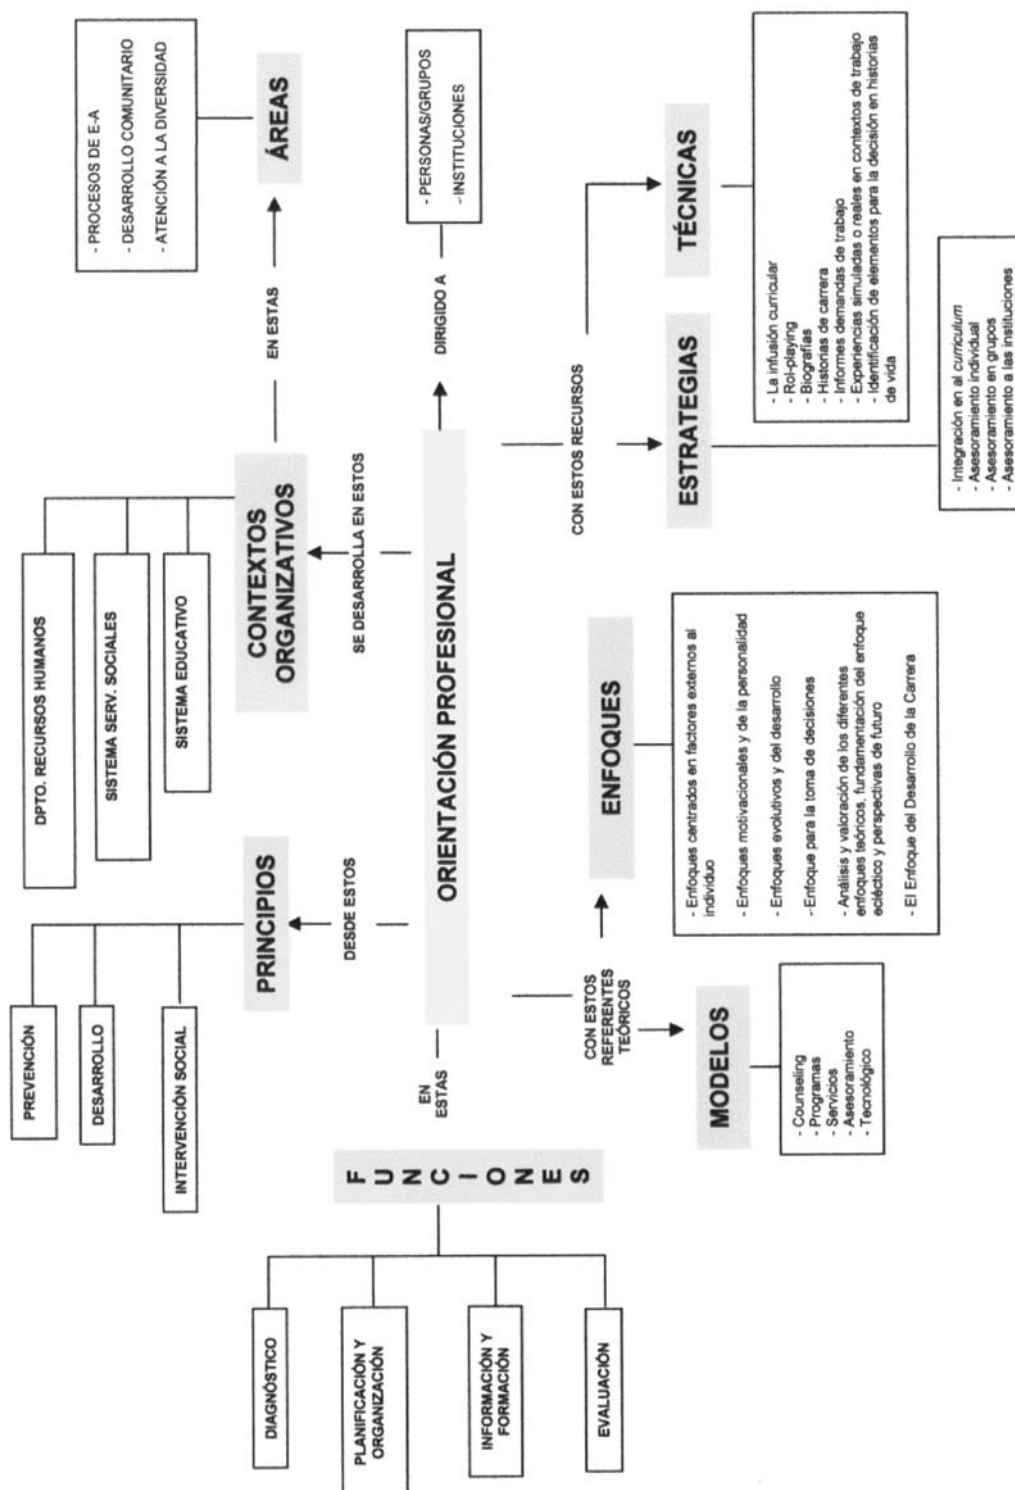 PREVENCIÓN
DESARROLLO
INTERVENCIÓN SOCIAL
PRINCIPIOS
DESDE ESTOS
DPTO. RECURSOS HUMANOS
SISTEMA SERV. SOCIALES
SISTEMA EDUCATIVO
CONTEXTOS
ORGANIZATIVOS
SE DESARROLLA EN ESTOS
EN ESTAS
- PROCESOS DE E-A
- DESARROLLO COMUNITARIO
- ATENCIÓN A LA DIVERSIDAD
ÁREAS
DIAGNÓSTICO
PLANIFICACIÓN Y
ORGANIZACIÓN
INFORMACIÓN Y
FORMACIÓN
EVALUACIÓN
F
U
N
C
I
O
N
E
S
EN
ESTAS
ORIENTACIÓN PROFESIONAL
DIRIGIDO A
- PERSONAS/GRUPOS
- INSTITUCIONES
CON ESTOS
REFERENTES
TEÓRICOS
MODELOS
- Counseling
- Programas
- Servicios
- Asesoramiento
- Tecnológico
ENFOQUES
- Enfoques centrados en factores externos al
individuo
- Enfoques motivacionales y de la personalidad
- Enfoques evolutivos y del desarrollo
- Enfoque para la toma de decisiones
- Análisis y valoración de los diferentes
enfoques teóricos, fundamentación del enfoque
ecléctico y perspectivas de futuro
- El Enfoque del Desarrollo de la Carrera
CON ESTOS RECURSOS
ESTRATEGIAS
- Integración en al curriculum
- Asesoramiento individual
- Asesoramiento en grupos
- Asesoramiento a las instituciones
TÉCNICAS
- La infusión curricular
- Rol-playing
- Biografías
- Historias de carrera
- Informes demandas de trabajo
- Experiencias simuladas o reales en contextos de trabajo
- Identificación de elementos para la decisión en historias
de vida